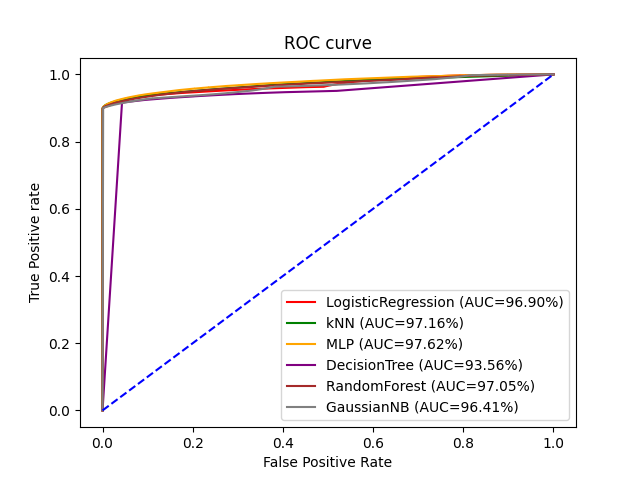 ROC curve
True Positive rate
1.0
0.8
0.6
0.4
0.2
0.0
LogisticRegression (AUC=96.90%)
kNN (AUC=97.16%)
MLP (AUC=97.62%)
DecisionTree (AUC=93.56%)
RandomForest (AUC=97.05%)
GaussianNB (AUC=96.41%)
0.0 0.2 0.4 0.6 0.8 1.0
False Positive Rate